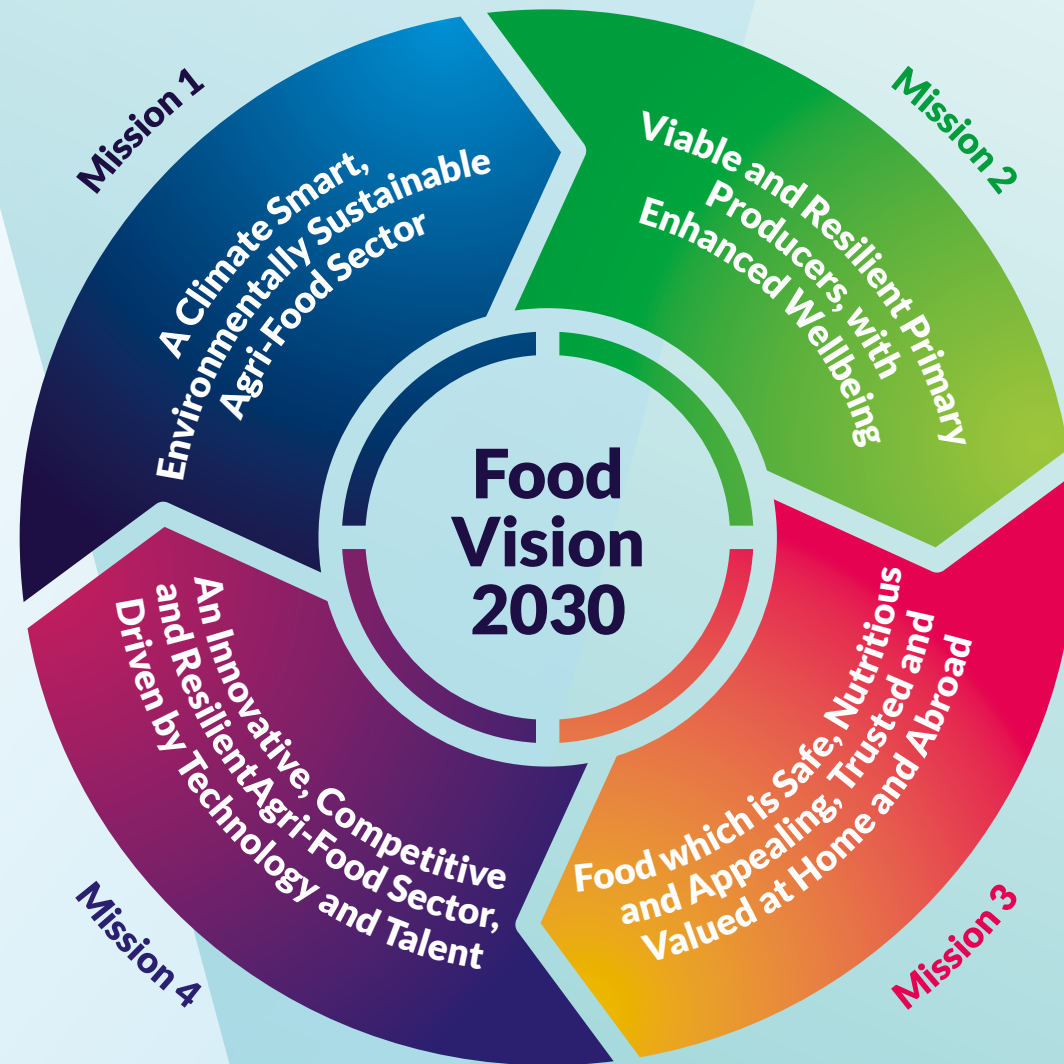 Mission 1
A Climate Smart,
Environmentally Sustainable
Agri-Food Sector
Mission 2
Viable and Resilient Primary
Producers, with
Enhanced Wellbeing
Food
Vision
2030
Mission 3
Food which is Safe, Nutritious
and Appealing, Trusted and
Valued at Home and Abroad
Mission 4
An Innovative, Competitive
and ResilientAgri-Food Sector,
Driven by Technology and Talent